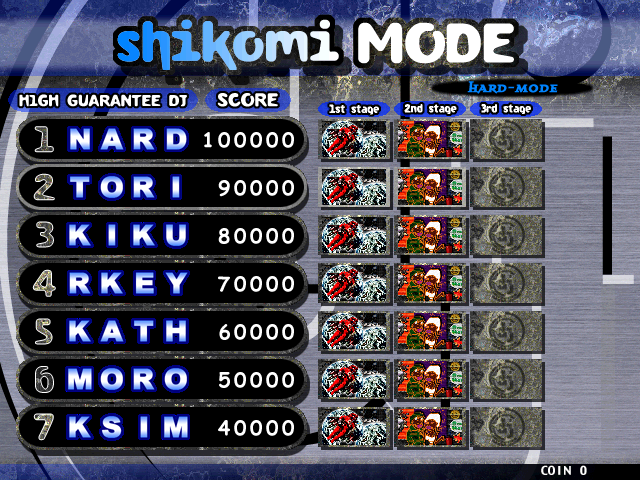 shikomi MODE
HARD-MODE
HIGH GUARANTEE DJ SCORE 1st stage 2nd stage 3rd stage
1 NARD 100000
2 TORI 90000
3 KIKU 80000
4 RKEY 70000
5 KATH 60000
6 MORO 50000
7 KSIM 40000
COIN 0